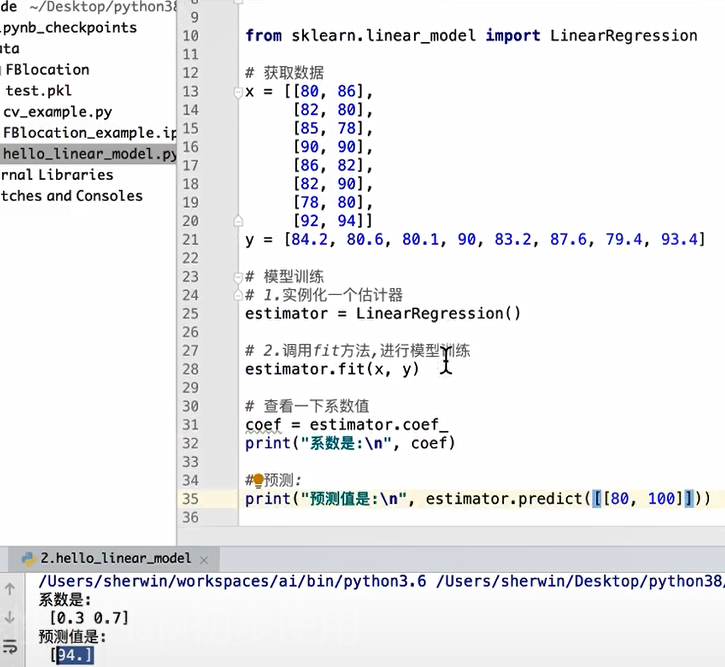 de ~/Desktop/python38
.pynb_checkpoints
ata
FBlocation
test.pkl
cv_example.py
FBlocation_example.ip
hello_linear_model.py
rnal Libraries
tches and Consoles
9
10 from sklearn.linear_model import LinearRegression
11
12 # 获取数据
13 x = [[80, 86],
14 [82, 80],
15 [85, 78],
16 [90, 90],
17 [86, 82],
18 [82, 90],
19 [78, 80],
20 [92, 94]]
21 y = [84.2, 80.6, 80.1, 90, 83.2, 87.6, 79.4, 93.4]
22
23 # 模型训练
24 # 1.实例化一个估计器
25 estimator = LinearRegression()
26
27 # 2.调用fit方法,进行模型训练
28 estimator.fit(x, y)
29
30 # 查看一下系数值
31 coef = estimator.coef_
32 print("系数是:\n", coef)
33
34 # 预测:
35 print("预测值是:\n", estimator.predict([[80, 100]]))
36
2.hello_linear_model
/Users/sherwin/workspaces/ai/bin/python3.6 /Users/sherwin/Desktop/python38/
系数是:
[0.3 0.7]
预测值是:
[94.]